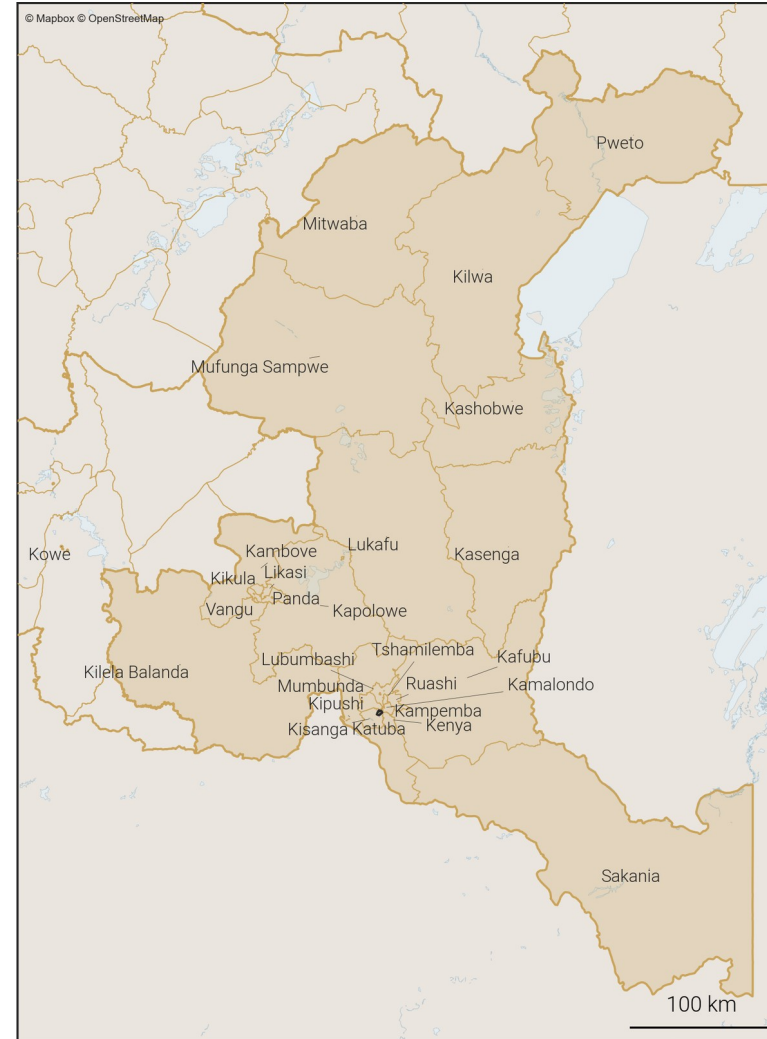 © Mapbox © OpenStreetMap
Pweto
Mitwaba
Kilwa
Mufunga Sampwe
Kashobwe
Lukafu
Kambove
Kowe
Kasenga
Likasi
Kikula
Panda
Vangu
Kapolowe
Tshamilemba
Kafubu
Lubumbashi
Kilela Balanda
Ruashi
Kamalondo
Mumbunda
Kipushi
Kampemba
Kenya
Kisanga
Katuba
Sakania
100 km